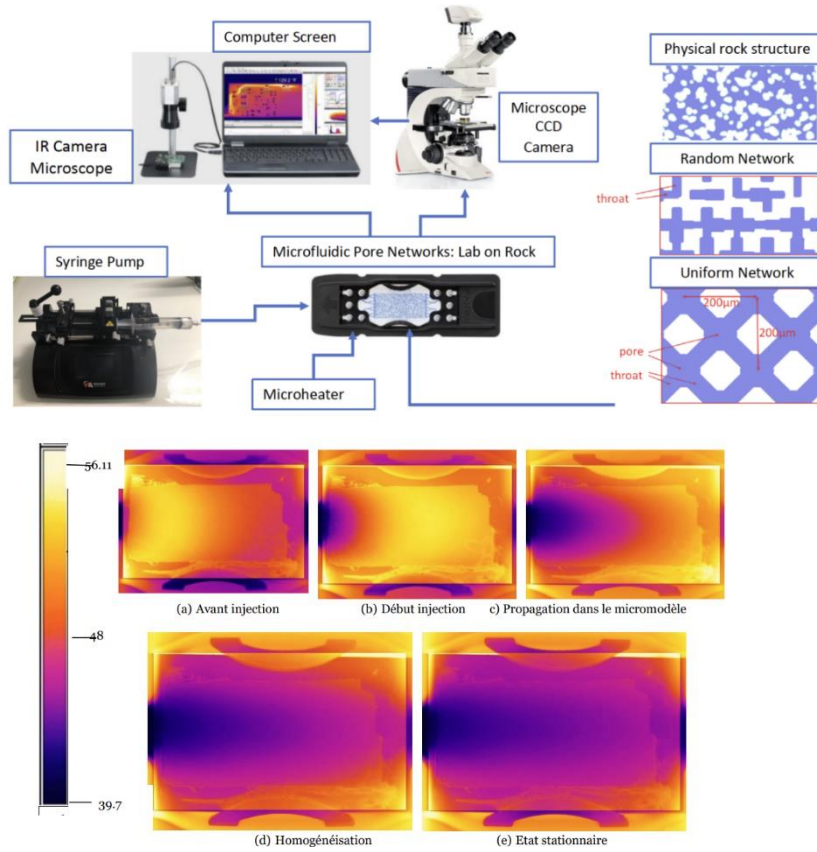 Computer Screen
IR Camera
Microscope
Microscope
CCD
Camera
Physical rock structure
Random Network
throat
Uniform Network
200µm
200µm
pore
throat
Syringe Pump
Microfluidic Pore Networks: Lab on Rock
Microheater
56.11
48
39.7
(a) Avant injection
(b) Début injection
c) Propagation dans le micromodèle
(d) Homogénéisation
(e) Etat stationnaire